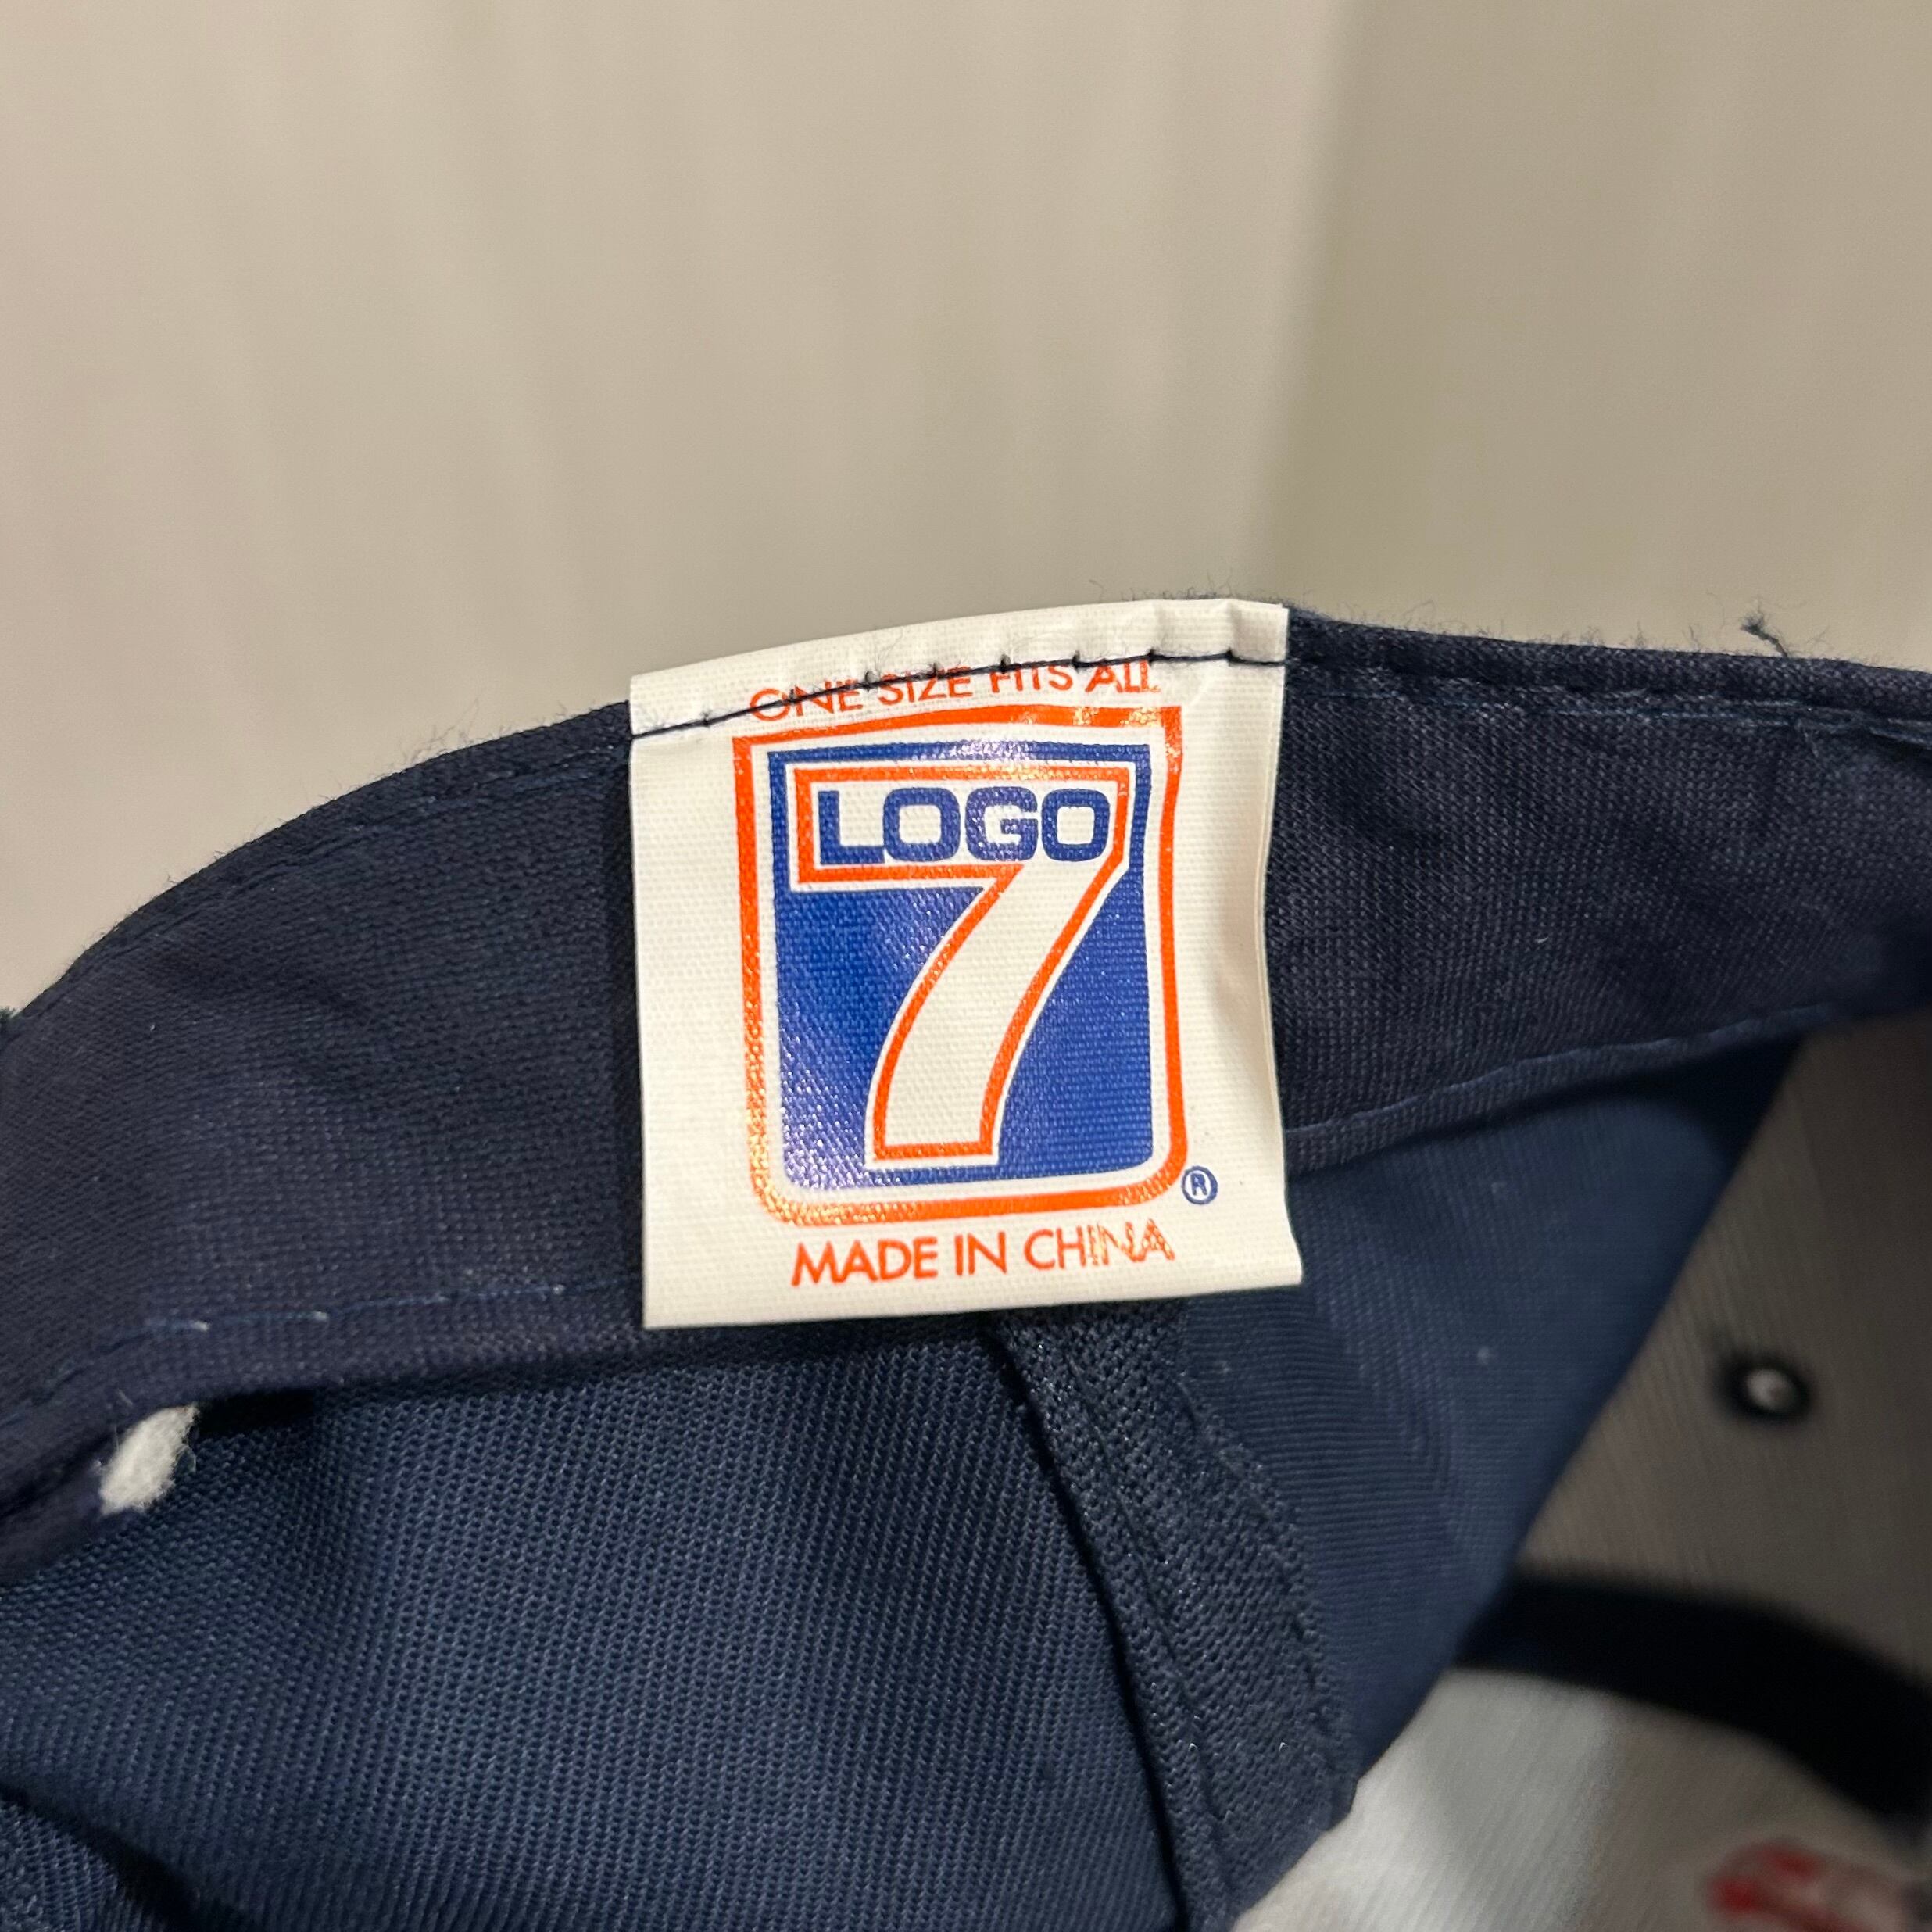 ONE SIZE FITS ALL
LOGO
7
®
MADE IN CHINA